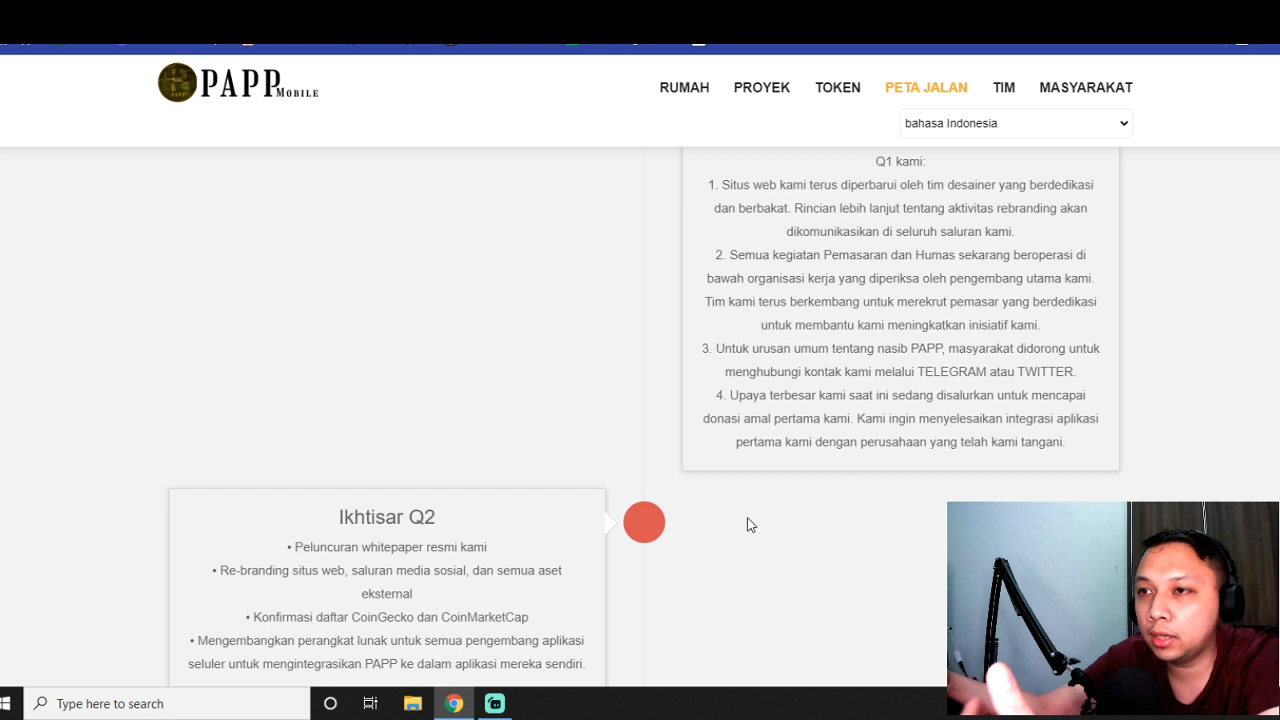 PAPP MOBILE
RUMAH PROYEK TOKEN PETA JALAN TIM MASYARAKAT
bahasa Indonesia
Q1 kami:
1. Situs web kami terus diperbarui oleh tim desainer yang berdedikasi
dan berbakat. Rincian lebih lanjut tentang aktivitas rebranding akan
dikomunikasikan di seluruh saluran kami.
2. Semua kegiatan Pemasaran dan Humas sekarang beroperasi di
bawah organisasi kerja yang diperiksa oleh pengembang utama kami.
Tim kami terus berkembang untuk merekrut pemasar yang berdedikasi
untuk membantu kami meningkatkan inisiatif kami.
3. Untuk urusan umum tentang nasib PAPP, masyarakat didorong untuk
menghubungi kontak kami melalui TELEGRAM atau TWITTER.
4. Upaya terbesar kami saat ini sedang disalurkan untuk mencapai
donasi amal pertama kami. Kami ingin menyelesaikan integrasi aplikasi
pertama kami dengan perusahaan yang telah kami tangani.
Ikhtisar Q2
• Peluncuran whitepaper resmi kami
• Re-branding situs web, saluran media sosial, dan semua aset
eksternal
• Konfirmasi daftar CoinGecko dan CoinMarketCap
• Mengembangkan perangkat lunak untuk semua pengembang aplikasi
seluler untuk mengintegrasikan PAPP ke dalam aplikasi mereka sendiri.
Type here to search